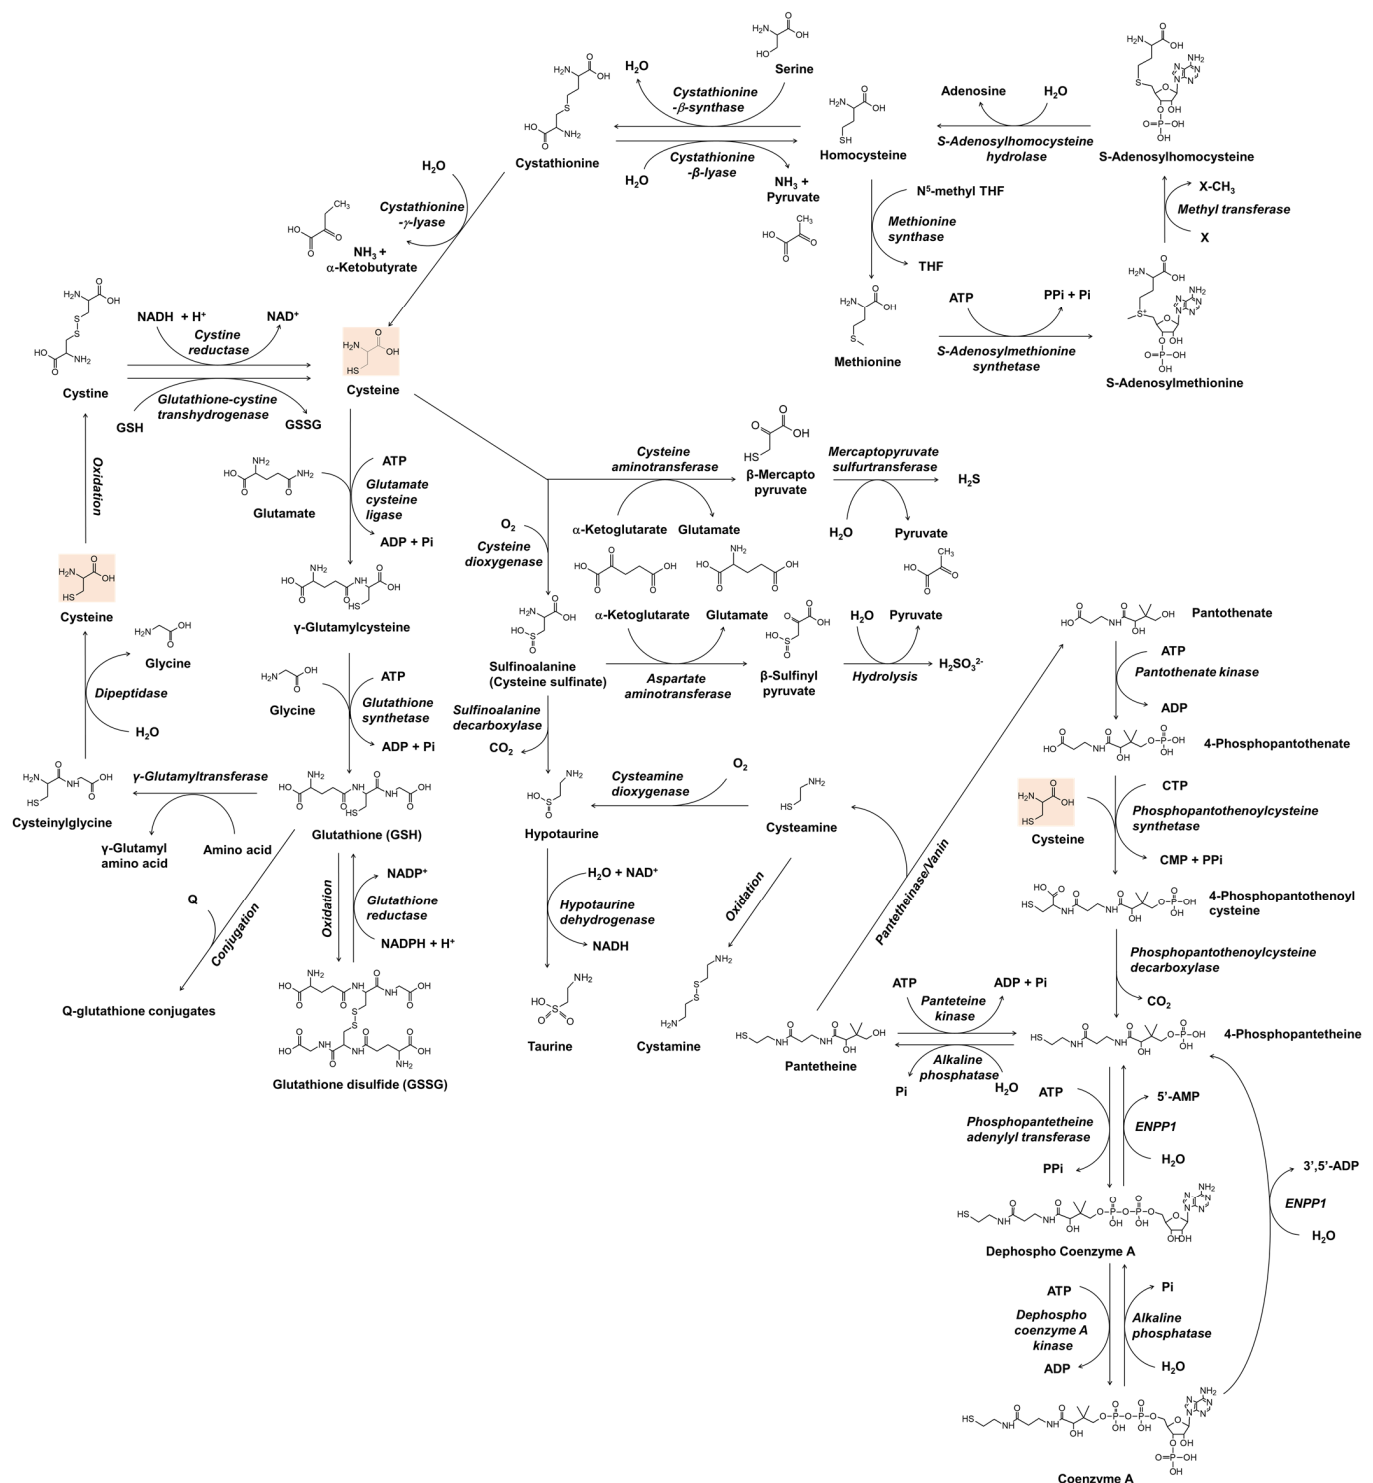 Serine
H₂O
Cystathionine
-β-synthase
Cystathionine
H₂O
Cystathionine
-β-lyase
NH₃ +
Pyruvate
Homocysteine
Adenosine
H₂O
S-Adenosylhomocysteine
hydrolase
S-Adenosylhomocysteine
X-CH₃
Methyl transferase
X
N⁵-methyl THF
Methionine
synthase
THF
Methionine
ATP
PPi + Pi
S-Adenosylmethionine
synthetase
S-Adenosylmethionine
H₂O
Cystathionine
-γ-lyase
NH₃ +
α-Ketobutyrate
NADH + H⁺
NAD⁺
Cystine
reductase
Cystine
Glutathione-cystine
transhydrogenase
GSH
GSSG
Cysteine
Oxidation
Cysteine
Glycine
Dipeptidase
H₂O
Cysteinylglycine
γ-Glutamyltransferase
γ-Glutamyl
amino acid
Amino acid
ATP
Glutamate
Glutamate
cysteine
ligase
ADP + Pi
γ-Glutamylcysteine
Glycine
ATP
Glutathione
synthetase
ADP + Pi
Glutathione (GSH)
Q
Conjugation
Q-glutathione conjugates
Oxidation
NADP⁺
Glutathione
reductase
NADPH + H⁺
Glutathione disulfide (GSSG)
Cysteine
aminotransferase
α-Ketoglutarate
Glutamate
β-Mercapto
pyruvate
Mercaptopyruvate
sulfurtransferase
H₂S
H₂O
Pyruvate
O₂
Cysteine
dioxygenase
Sulfinoalanine
(Cysteine sulfinate)
α-Ketoglutarate
Glutamate
Aspartate
aminotransferase
β-Sulfinyl
pyruvate
H₂O
Pyruvate
Hydrolysis
H₂SO₃²⁻
Sulfinoalanine
decarboxylase
CO₂
Hypotaurine
Cysteamine
dioxygenase
O₂
Cysteamine
H₂O + NAD⁺
Hypotaurine
dehydrogenase
NADH
Taurine
Oxidation
Cystamine
Pantetheinase/Vanin
Pantetheine
ATP
ADP + Pi
Panteteine
kinase
Alkaline
phosphatase
Pi
H₂O
Pantothenate
ATP
Pantothenate kinase
ADP
4-Phosphopantothenate
Cysteine
CTP
Phosphopantothenoylcysteine
synthetase
CMP + PPi
4-Phosphopantothenoyl
cysteine
Phosphopantothenoylcysteine
decarboxylase
CO₂
4-Phosphopantetheine
ATP
Phosphopantetheine
adenylyl transferase
PPi
5'-AMP
ENPP1
H₂O
3',5'-ADP
ENPP1
H₂O
Dephospho Coenzyme A
ATP
Dephospho
coenzyme A
kinase
ADP
Pi
Alkaline
phosphatase
H₂O
Coenzyme A